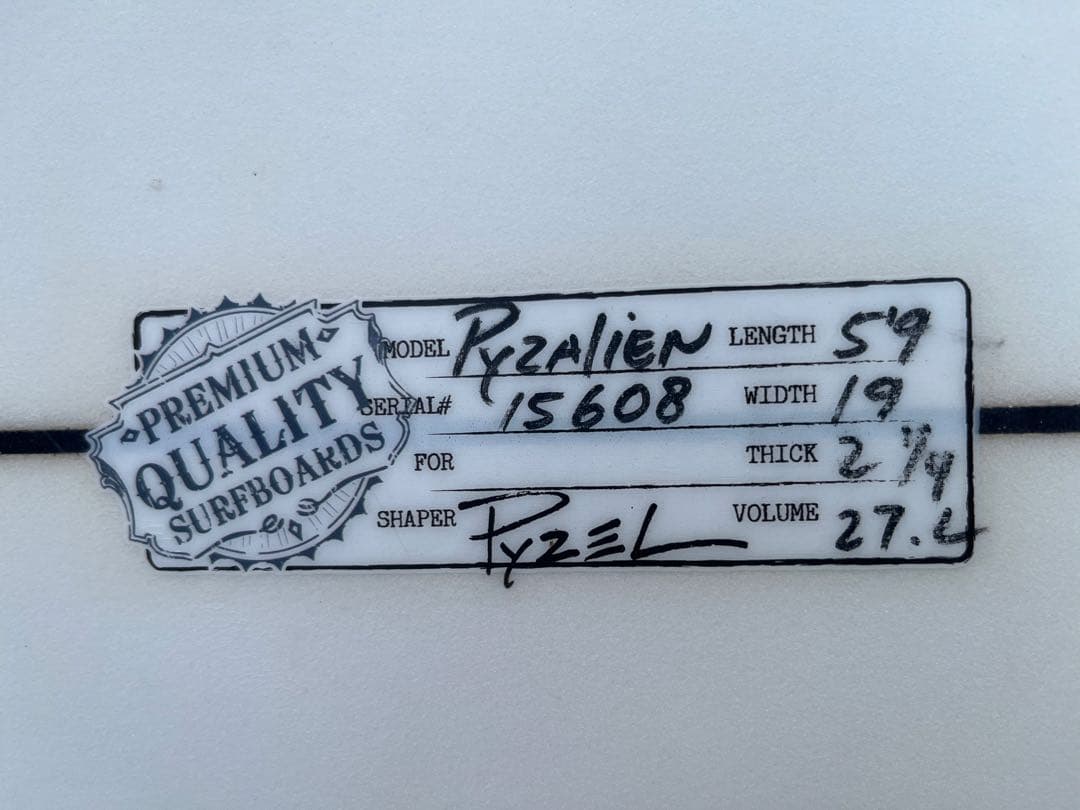 PREMIUM
QUALITY
SURFBOARDS
MODEL PyzAliEN LENGTH 5'9
SERIAL# 15608 WIDTH 19
FOR THICK 2 1/4
SHAPER PyzEL VOLUME 27.L